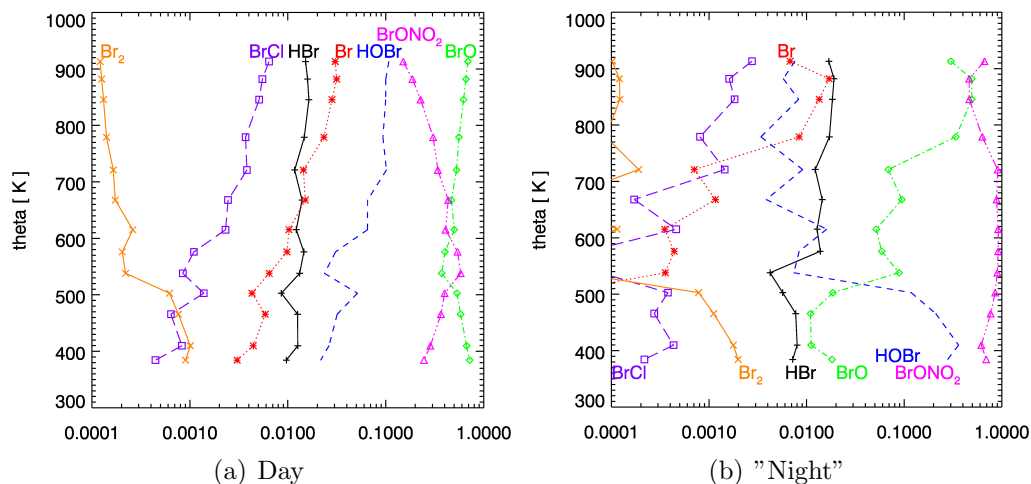 1000
900
800
700
600
500
400
300
theta [ K ]
Br2
BrCl
HBr
Br
HOBr
BrONO2
BrO
0.0001
0.0010
0.0100
0.1000
1.0000
(a) Day
1000
900
800
700
600
500
400
300
theta [ K ]
Br
BrCl
Br2
HBr
BrO
HOBr
BrONO2
0.0001
0.0010
0.0100
0.1000
1.0000
(b) ”Night”